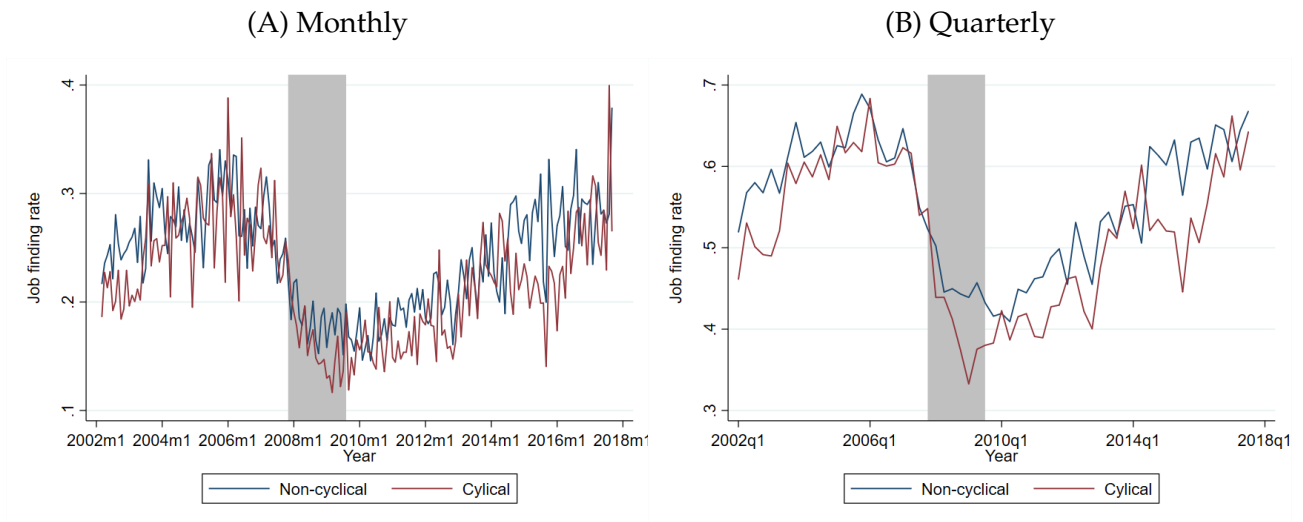 (A) Monthly
.4
.3
.2
.1
Job finding rate
2002m1 2004m1 2006m1 2008m1 2010m1 2012m1 2014m1 2016m1 2018m1
Year
Non-cyclical Cylical
(B) Quarterly
.7
.6
.5
.4
.3
Job finding rate
2002q1 2006q1 2010q1 2014q1 2018q1
Year
Non-cyclical Cylical